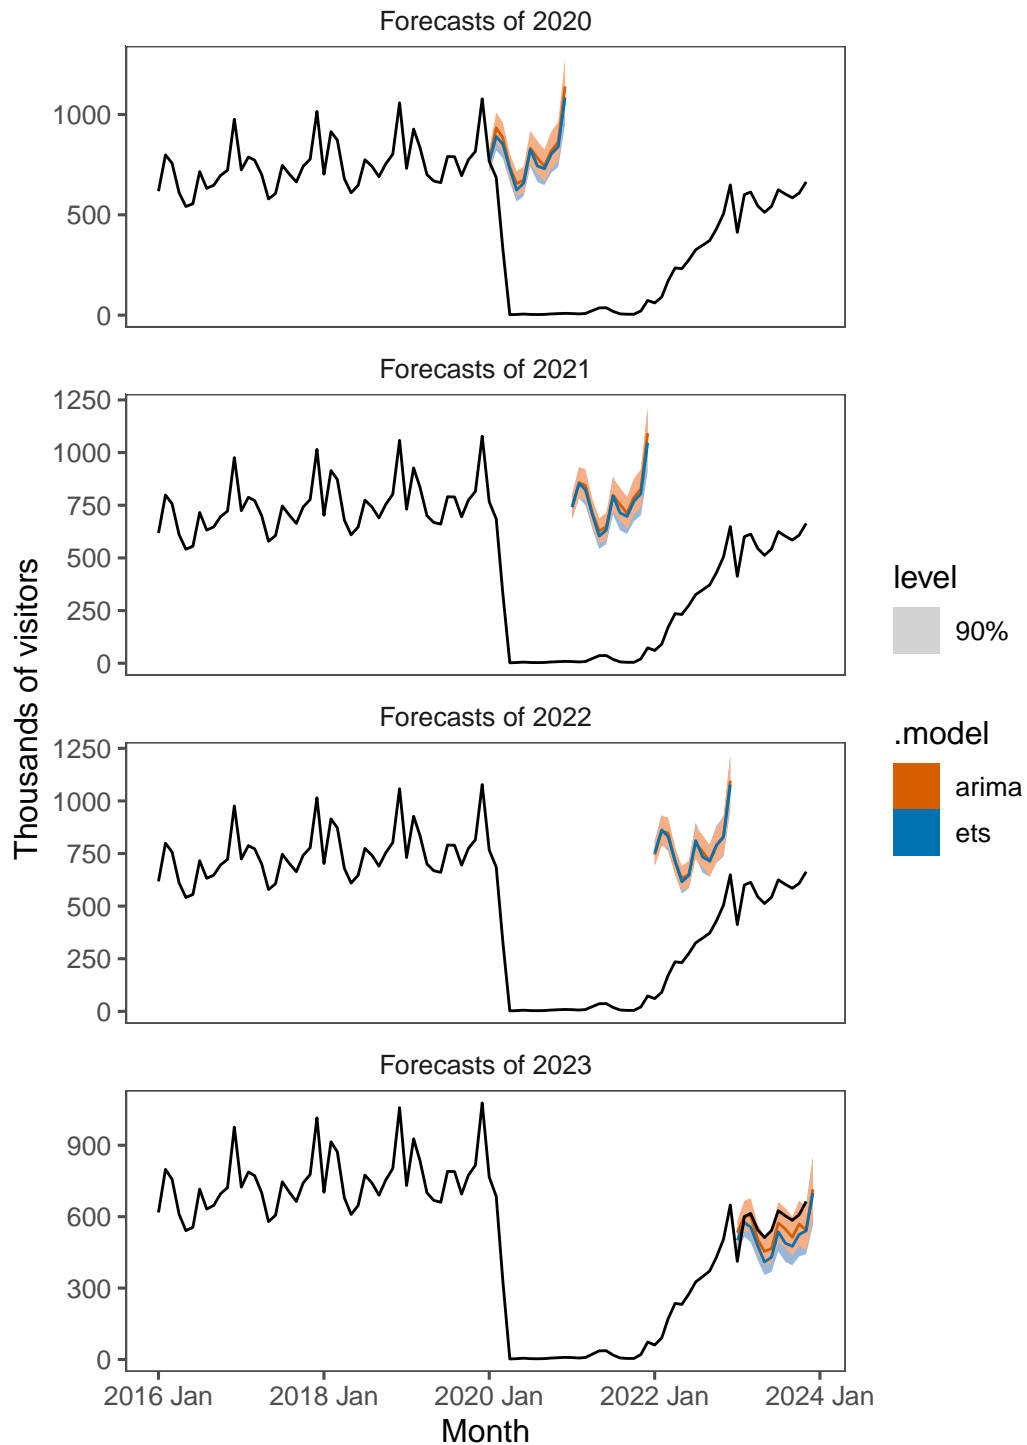 Forecasts of 2020
1000
500
0
Forecasts of 2021
1250
1000
750
500
250
0
Forecasts of 2022
1250
1000
750
500
250
0
Forecasts of 2023
900
600
300
0
2016 Jan
2018 Jan
2020 Jan
2022 Jan
2024 Jan
Month
Thousands of visitors
level
90%
.model
arima
ets